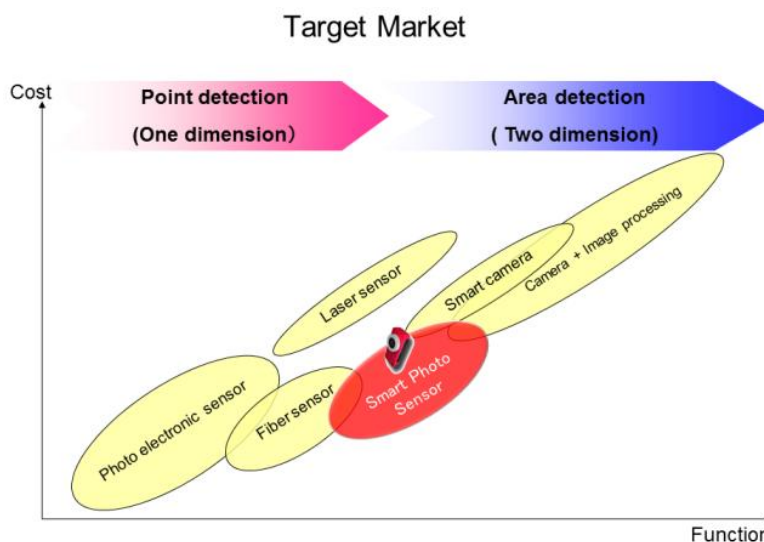 Target Market
Cost
Point detection
(One dimension）
Area detection
( Two dimension)
Laser sensor
Smart camera
Camera + Image processing
Photo electronic sensor
Fiber sensor
Smart Photo
Sensor
Function